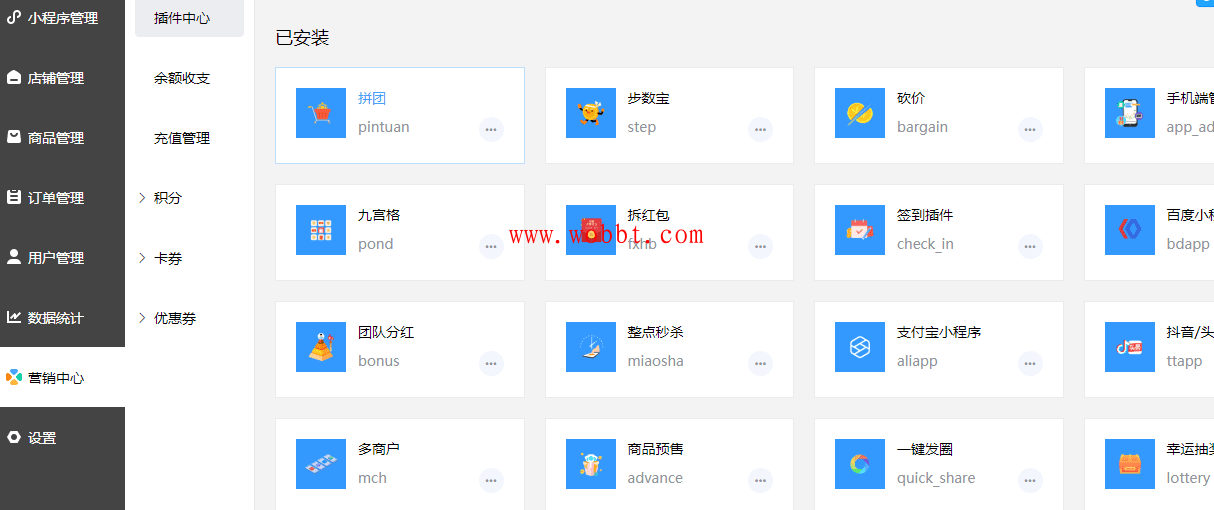 小程序管理
店铺管理
商品管理
订单管理
用户管理
数据统计
营销中心
设置
插件中心
余额收支
充值管理
积分
卡券
优惠券
已安装
拼团
pintuan
步数宝
step
砍价
bargain
手机端管
app_ad
九宫格
pond
拆红包
fxhb
签到插件
check_in
百度小程
bdapp
www.webbt.com
团队分红
bonus
整点秒杀
miaosha
支付宝小程序
aliapp
抖音/头
ttapp
多商户
mch
商品预售
advance
一键发圈
quick_share
幸运抽奖
lottery